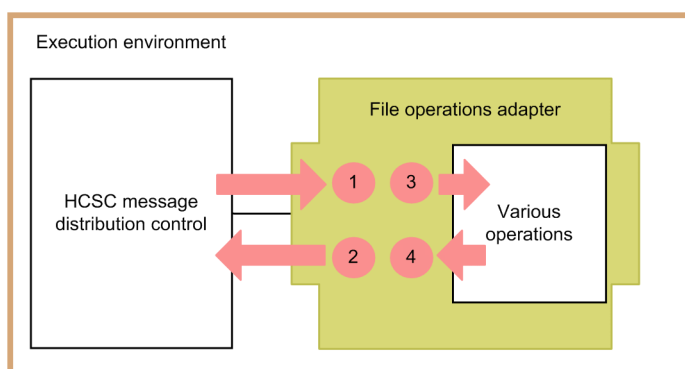 Execution environment
File operations adapter
HCSC message
distribution control
1
3
Various
operations
2
4